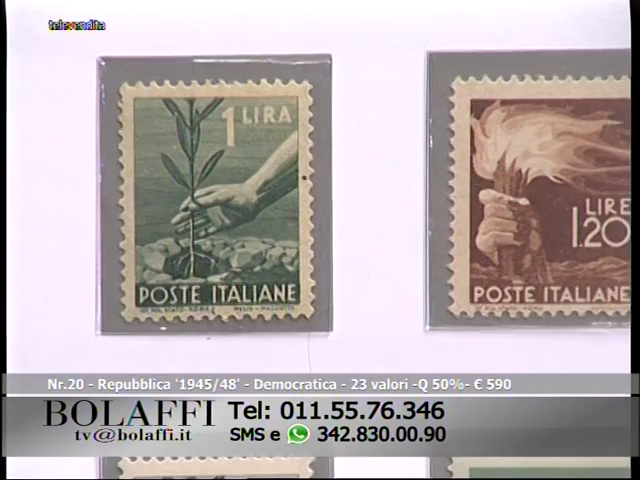 televendita
1 LIRA
POSTE ITALIANE
LIRE
1.20
POSTE ITALIANE
Nr.20 - Repubblica '1945/48' - Democratica - 23 valori -Q 50%- € 590
BOLAFFI
tv@bolaffi.it
Tel: 011.55.76.346
SMS e 342.830.00.90